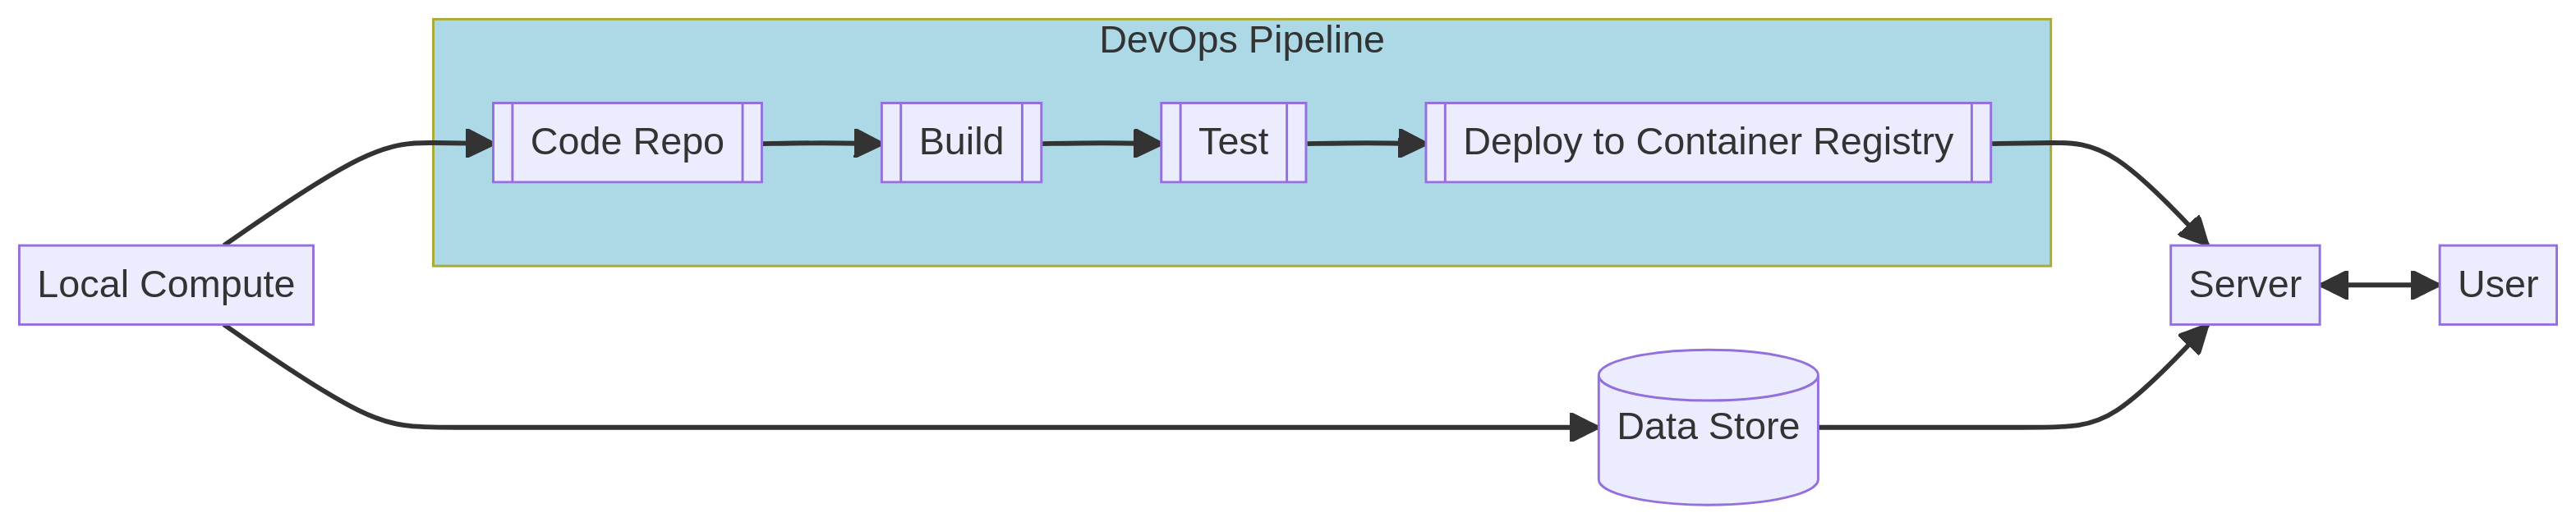 DevOps Pipeline
Code Repo
Build
Test
Deploy to Container Registry
Local Compute
Server
User
Data Store